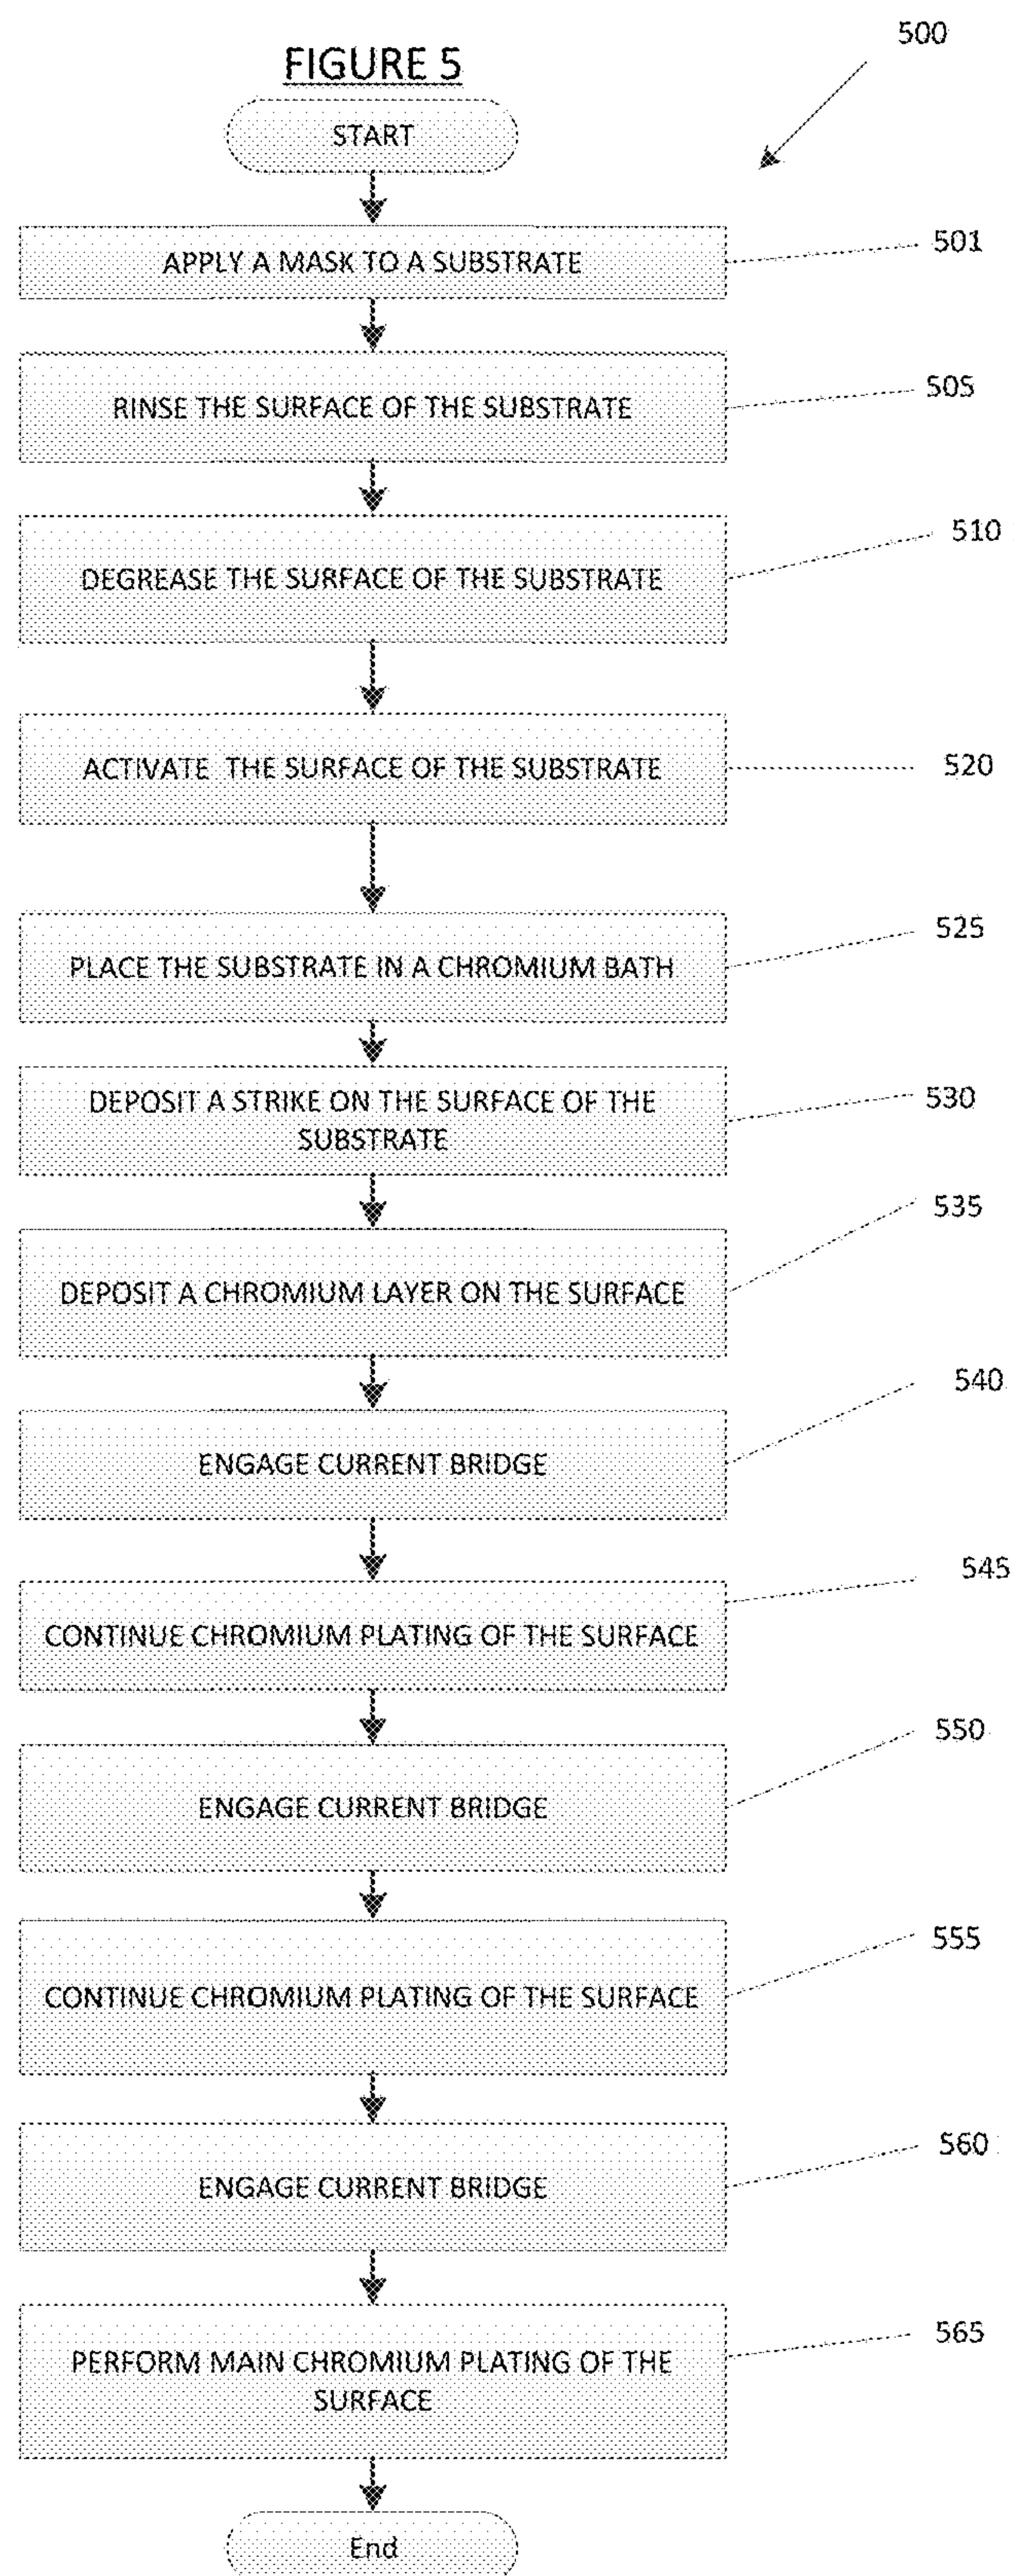 500
FIGURE 5
START
APPLY A MASK TO A SUBSTRATE
501
RINSE THE SURFACE OF THE SUBSTRATE
505
DEGREASE THE SURFACE OF THE SUBSTRATE
510
ACTIVATE THE SURFACE OF THE SUBSTRATE
520
PLACE THE SUBSTRATE IN A CHROMIUM BATH
525
DEPOSIT A STRIKE ON THE SURFACE OF THE
SUBSTRATE
530
DEPOSIT A CHROMIUM LAYER ON THE SURFACE
535
ENGAGE CURRENT BRIDGE
540
CONTINUE CHROMIUM PLATING OF THE SURFACE
545
ENGAGE CURRENT BRIDGE
550
CONTINUE CHROMIUM PLATING OF THE SURFACE
555
ENGAGE CURRENT BRIDGE
560
PERFORM MAIN CHROMIUM PLATING OF THE
SURFACE
565
End